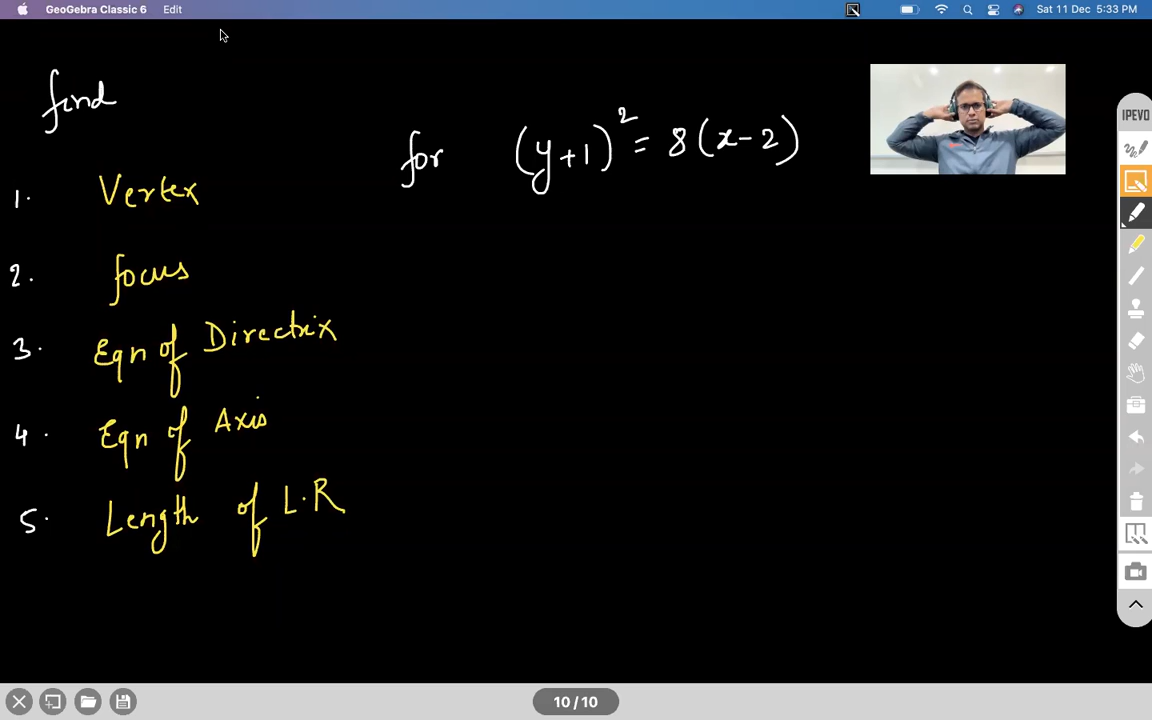 GeoGebra Classic 6 Edit Sat 11 Dec 5:33 PM
find
for (y+1)² = 8(x-2)
IPEVO
1. Vertex
2. focus
3. Eqn of Directrix
4. Eqn of Axis
5. Length of L.R
10 / 10